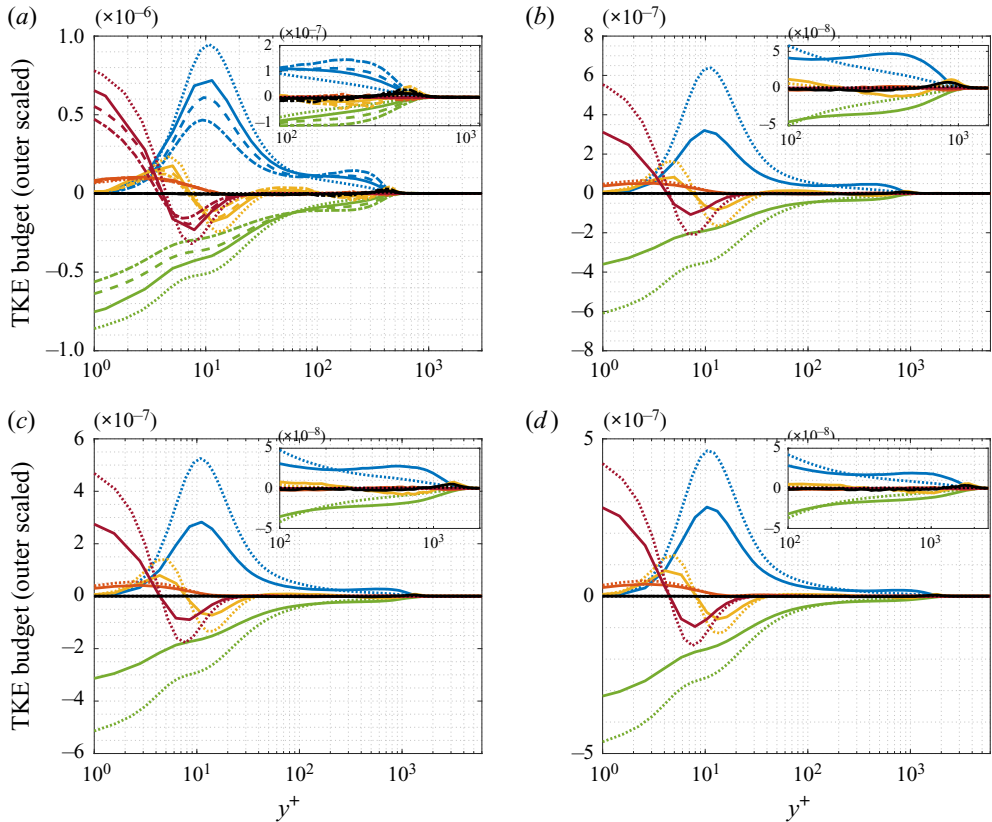 (a) (×10⁻⁶) (b) (×10⁻⁷)
1.0 (×10⁻⁷) 8 (×10⁻⁸)
2 5
1 6
0.5 0 4 0
−1 −5
10² 10³ 2 10² 10³
0 0
−2
−0.5 −4
−6
−1.0 −8
10⁰ 10¹ 10² 10³ 10⁰ 10¹ 10² 10³
TKE budget (outer scaled)
(c) (×10⁻⁷) (d) (×10⁻⁷)
6 (×10⁻⁸) 5 (×10⁻⁸)
5 5
4 0 0
−5 −5
2 10² 10³ 10² 10³
0 0
−2
−4
−6 −5
10⁰ 10¹ 10² 10³ 10⁰ 10¹ 10² 10³
TKE budget (outer scaled)
y⁺ y⁺